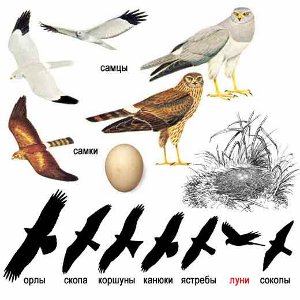 самцы
самки
орлы скопа коршуны канюки ястребы луни соколы